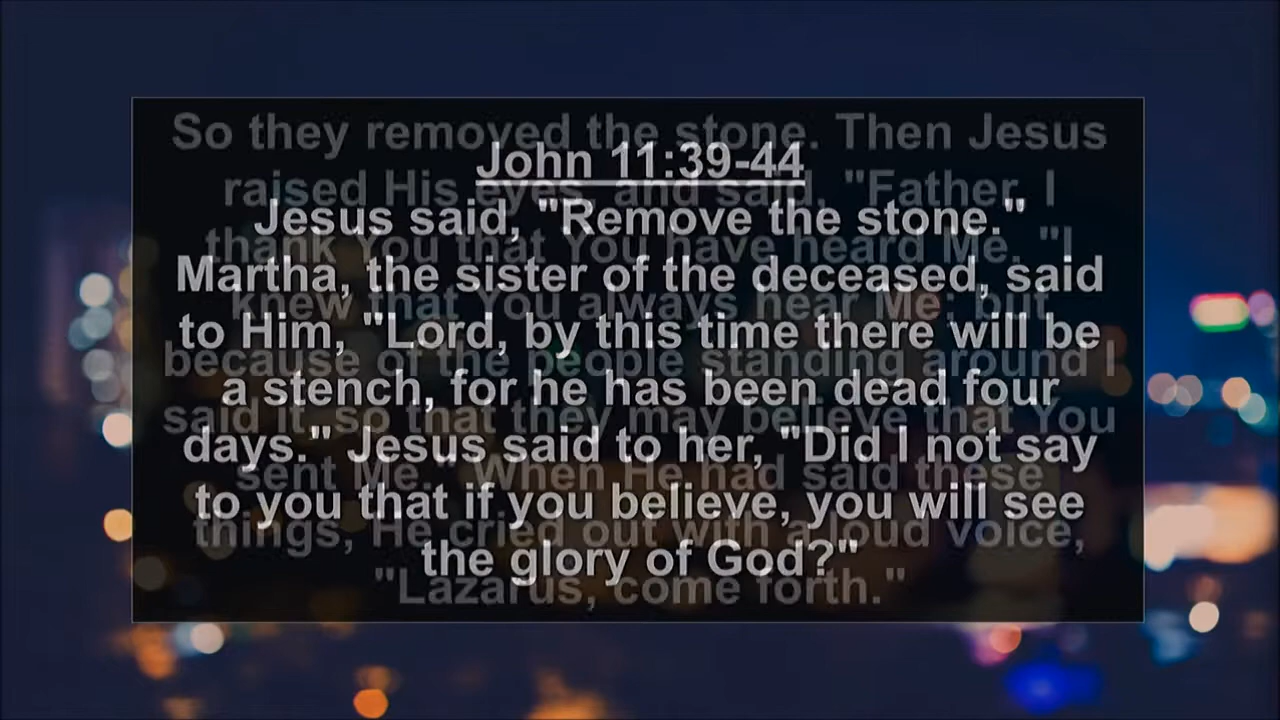 John 11:39-44
Jesus said, "Remove the stone."
Martha, the sister of the deceased, said
to Him, "Lord, by this time there will be
a stench, for he has been dead four
days." Jesus said to her, "Did I not say
to you that if you believe, you will see
the glory of God?"
So they removed the stone. Then Jesus
raised His eyes, and said, "Father, I
thank You that You have heard Me. "I
knew that You always hear Me but
because of the people standing around I
said it, so that they may believe that You
sent Me." When He had said these
things, He cried out with a loud voice,
"Lazarus, come forth."